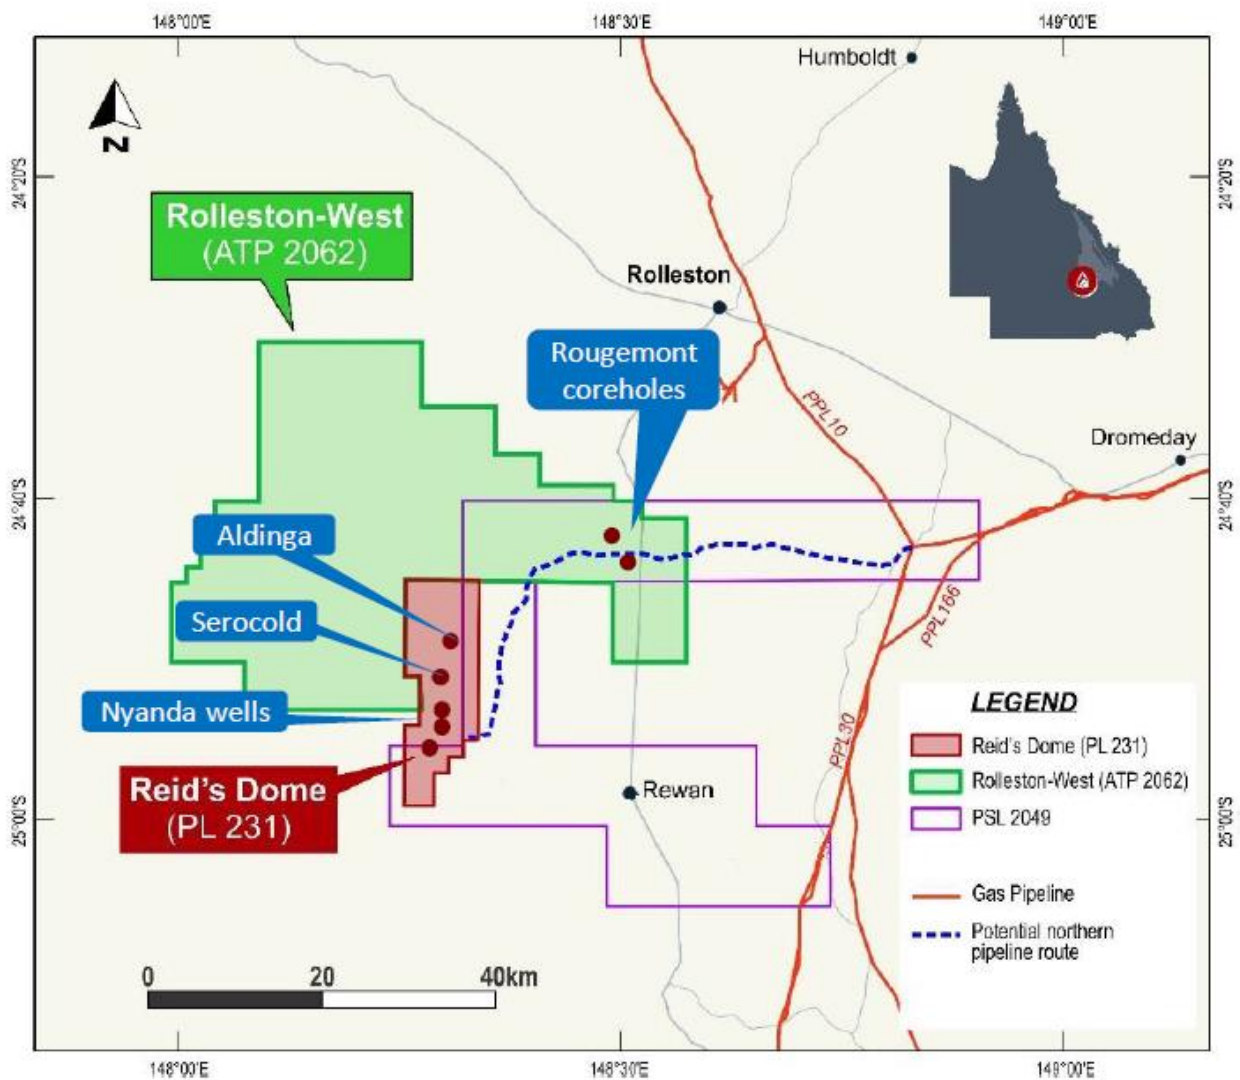 148°00'E
148°30'E
149°00'E
Humboldt
N
24°20'S
24°20'S
Rolleston-West
(ATP 2062)
Rolleston
Rougemont
coreholes
PPL10
Dromeday
24°40'S
24°40'S
Aldinga
Serocold
PPL166
Nyanda wells
PPL30
Reid's Dome
(PL 231)
Rewan
25°00'S
25°00'S
LEGEND
Reid's Dome (PL 231)
Rolleston-West (ATP 2062)
PSL 2049
Gas Pipeline
Potential northern
pipeline route
0 20 40km
148°00'E
148°30'E
149°00'E